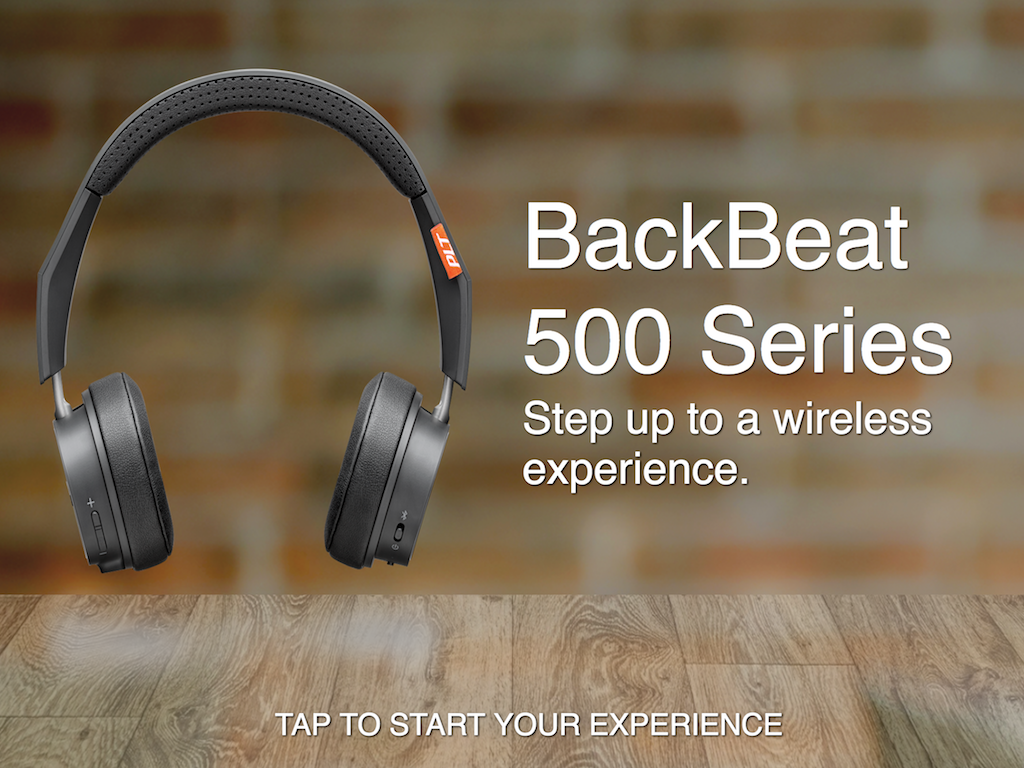 PLT
BackBeat
500 Series
Step up to a wireless
experience.
TAP TO START YOUR EXPERIENCE